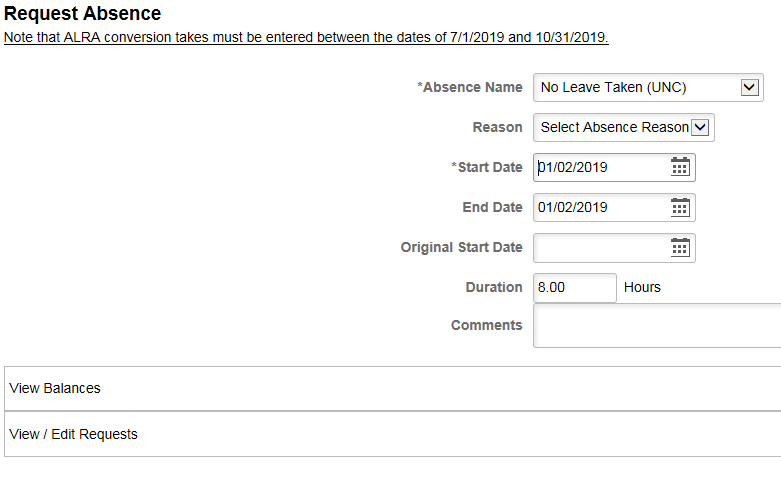 Request Absence
Note that ALRA conversion takes must be entered between the dates of 7/1/2019 and 10/31/2019.
*Absence Name No Leave Taken (UNC)
Reason Select Absence Reason
*Start Date 01/02/2019
End Date 01/02/2019
Original Start Date
Duration 8.00 Hours
Comments
View Balances
View / Edit Requests